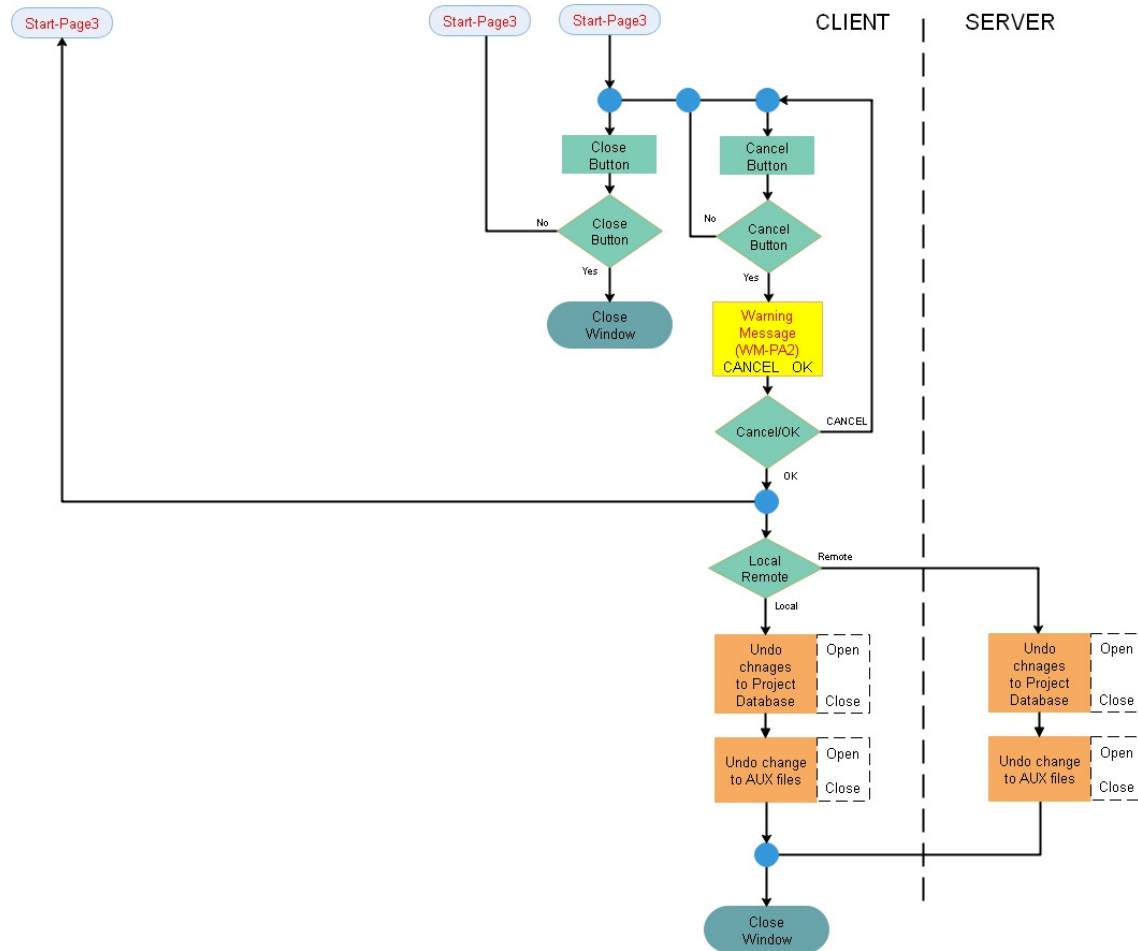 Start-Page3
Start-Page3
Start-Page3
CLIENT
SERVER
Close
Button
Cancel
Button
No
Close
Button
No
Cancel
Button
Yes
Yes
Close
Window
Warning
Message
(WM-PA2)
CANCEL OK
Cancel/OK
CANCEL
OK
Local
Remote
Remote
Local
Undo
chnages
to Project
Database
Open
Close
Undo
chnages
to Project
Database
Open
Close
Undo change
to AUX files
Open
Close
Undo change
to AUX files
Open
Close
Close
Window